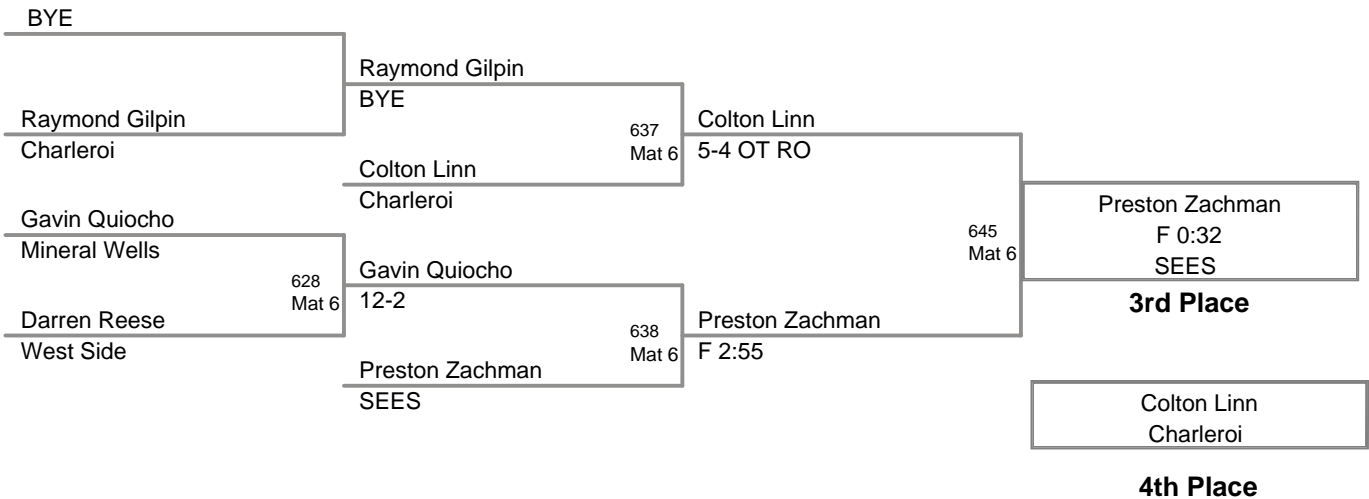 BYE
Raymond Gilpin
Charleroi
Gavin Quiocho
Mineral Wells
628
Mat 6
Darren Reese
West Side
Raymond Gilpin
BYE
637
Mat 6
Colton Linn
Charleroi
Gavin Quiocho
12-2
638
Mat 6
Preston Zachman
SEES
Colton Linn
5-4 OT RO
645
Mat 6
Preston Zachman
F 2:55
Preston Zachman
F 0:32
SEES
3rd Place
Colton Linn
Charleroi
4th Place